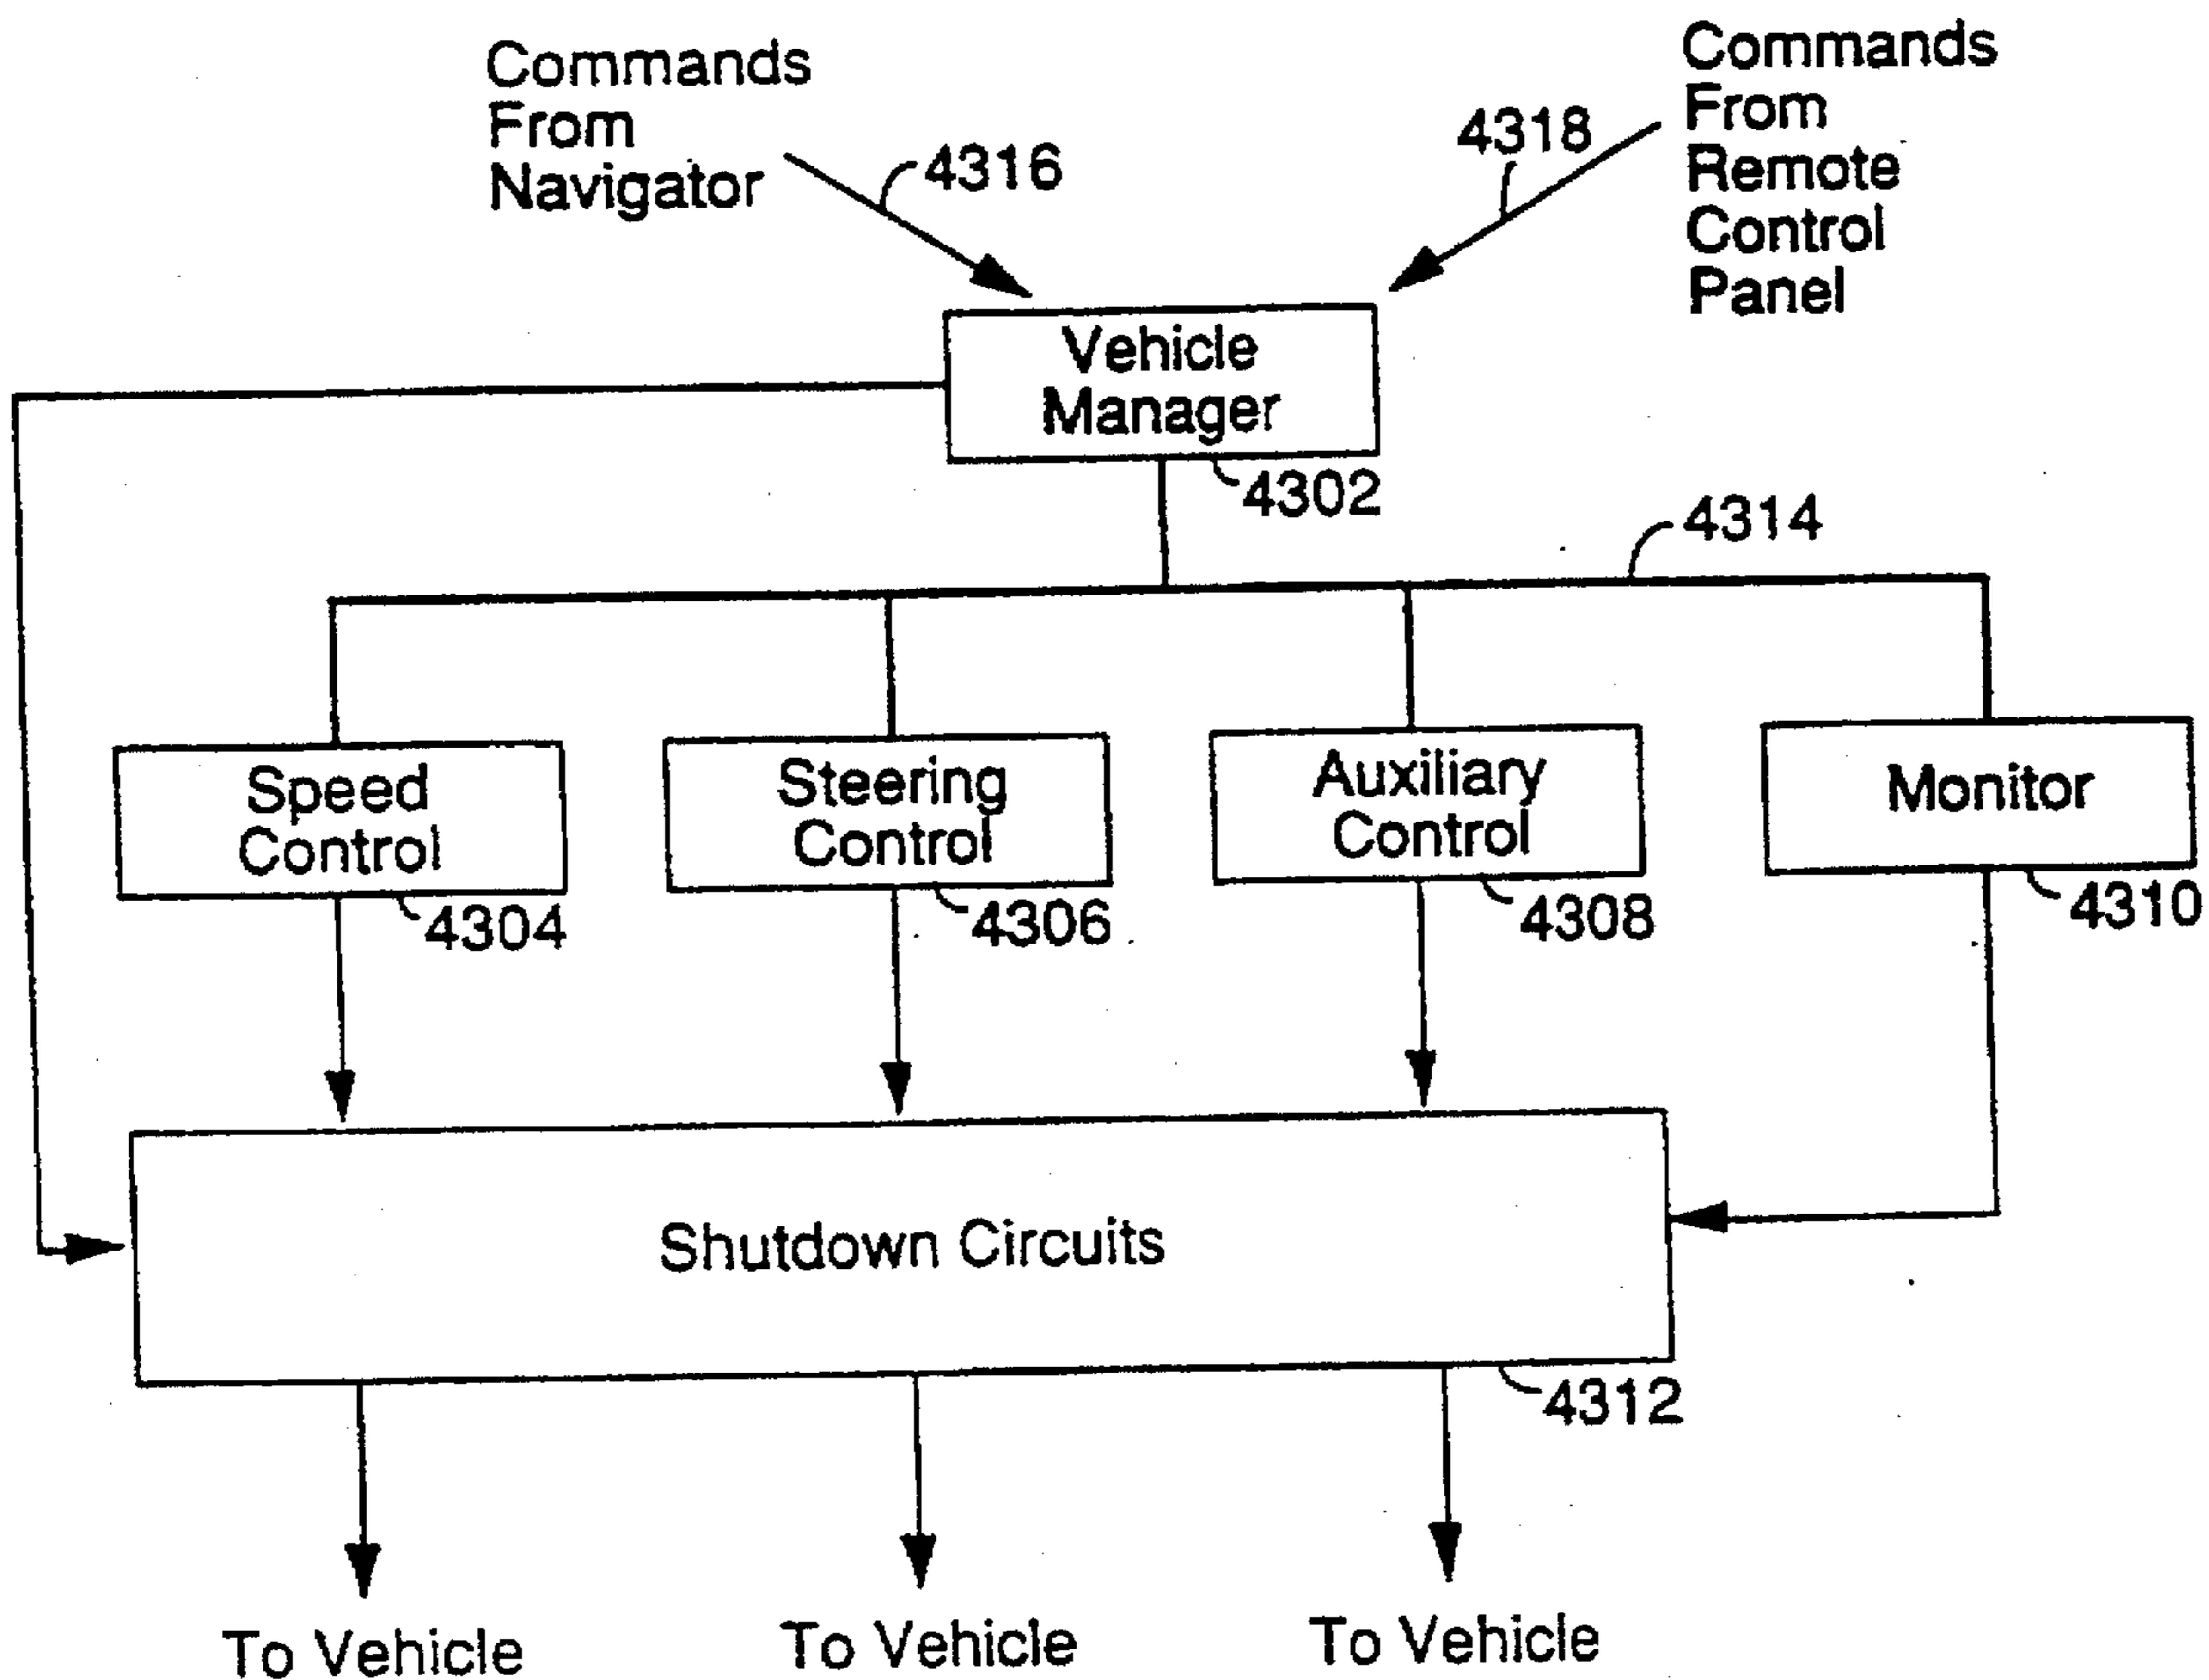 Commands
From
Navigator
4316
4318
Commands
From
Remote
Control
Panel
Vehicle
Manager
4302
4314
Speed
Control
4304
Steering
Control
4306
Auxiliary
Control
4308
Monitor
4310
Shutdown Circuits
4312
To Vehicle
To Vehicle
To Vehicle